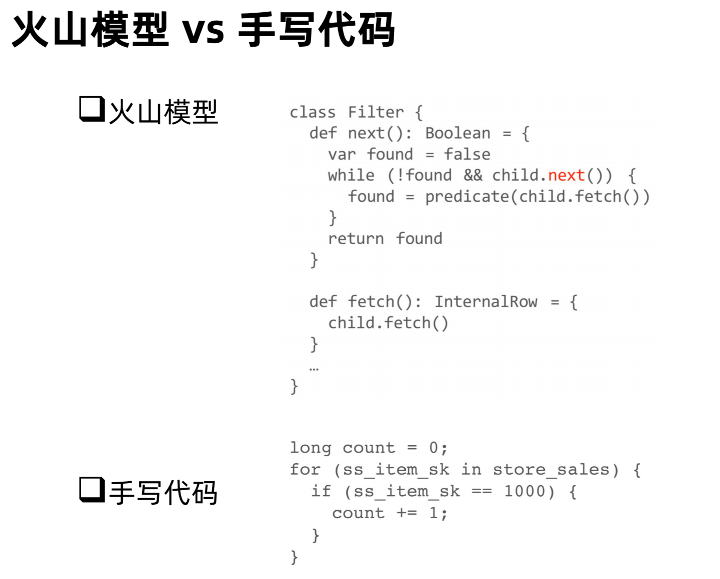 火山模型 vs 手写代码
❑火山模型
class Filter {
  def next(): Boolean = {
    var found = false
    while (!found && child.next()) {
      found = predicate(child.fetch())
    }
    return found
  }

  def fetch(): InternalRow = {
    child.fetch()
  }
  …
}
❑手写代码
long count = 0;
for (ss_item_sk in store_sales) {
  if (ss_item_sk == 1000) {
    count += 1;
  }
}